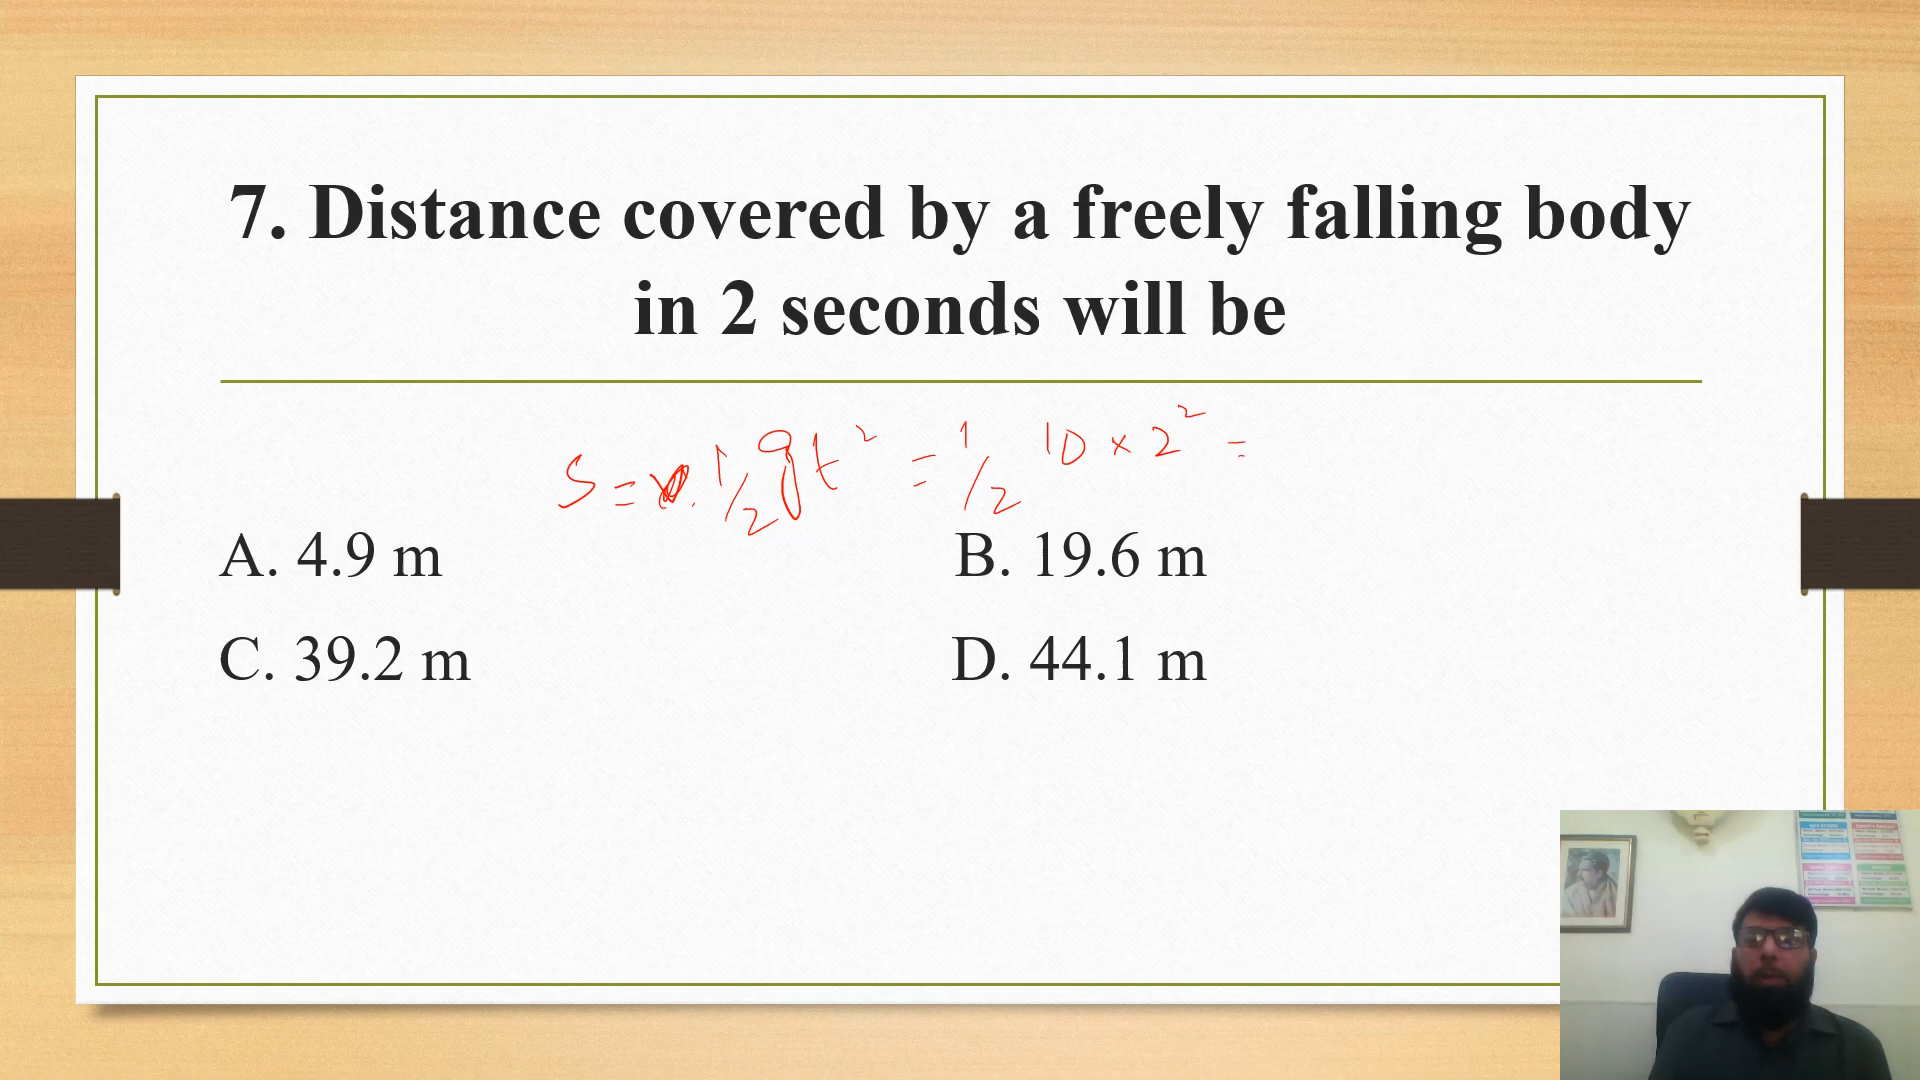 7. Distance covered by a freely falling body
in 2 seconds will be
S = 1/2 gt² = 1/2 10 × 2² =
A. 4.9 m B. 19.6 m
C. 39.2 m D. 44.1 m